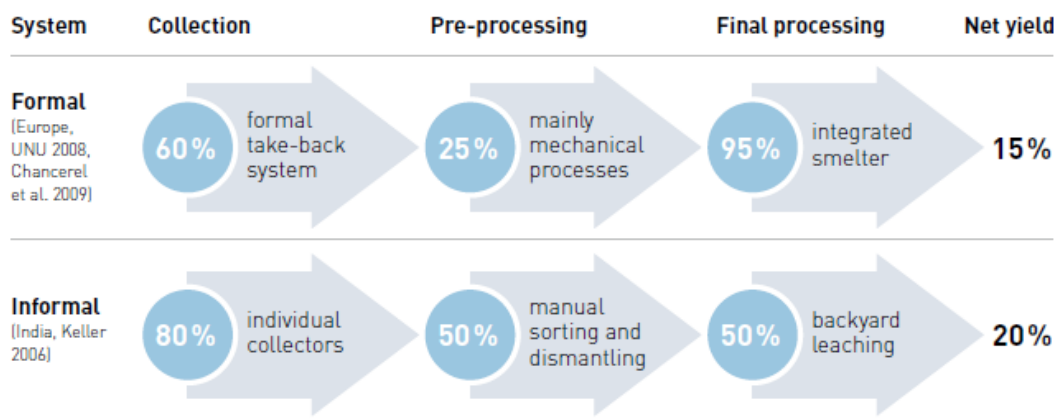 System Collection Pre-processing Final processing Net yield
Formal
(Europe,
UNU 2008,
Chancerel
et al. 2009)
60%
formal
take-back
system
25%
mainly
mechanical
processes
95%
integrated
smelter
15%
Informal
(India, Keller
2006)
80%
individual
collectors
50%
manual
sorting and
dismantling
50%
backyard
leaching
20%